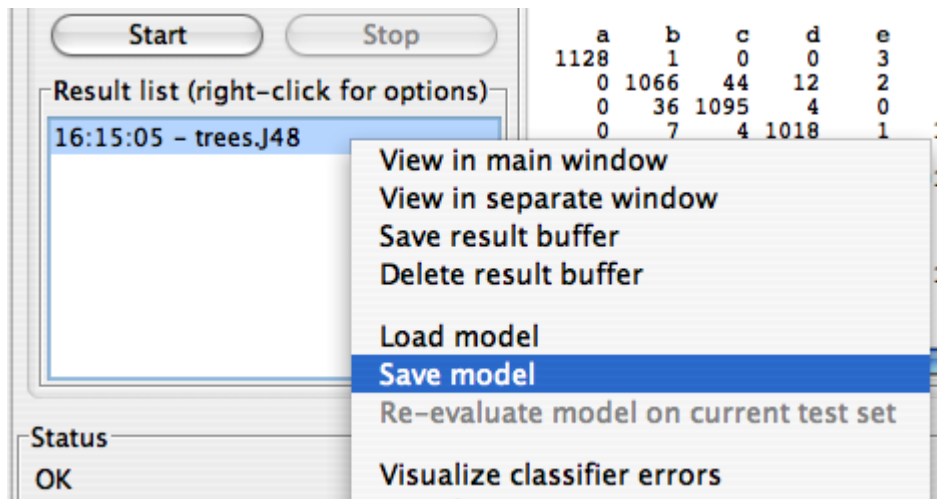 Start
Stop
Result list (right-click for options)
16:15:05 - trees.J48
a b c d e
1128 1 0 0 3
0 1066 44 12 2
0 36 1095 4 0
0 7 4 1018 1
View in main window
View in separate window
Save result buffer
Delete result buffer
Load model
Save model
Re-evaluate model on current test set
Visualize classifier errors
Status
OK